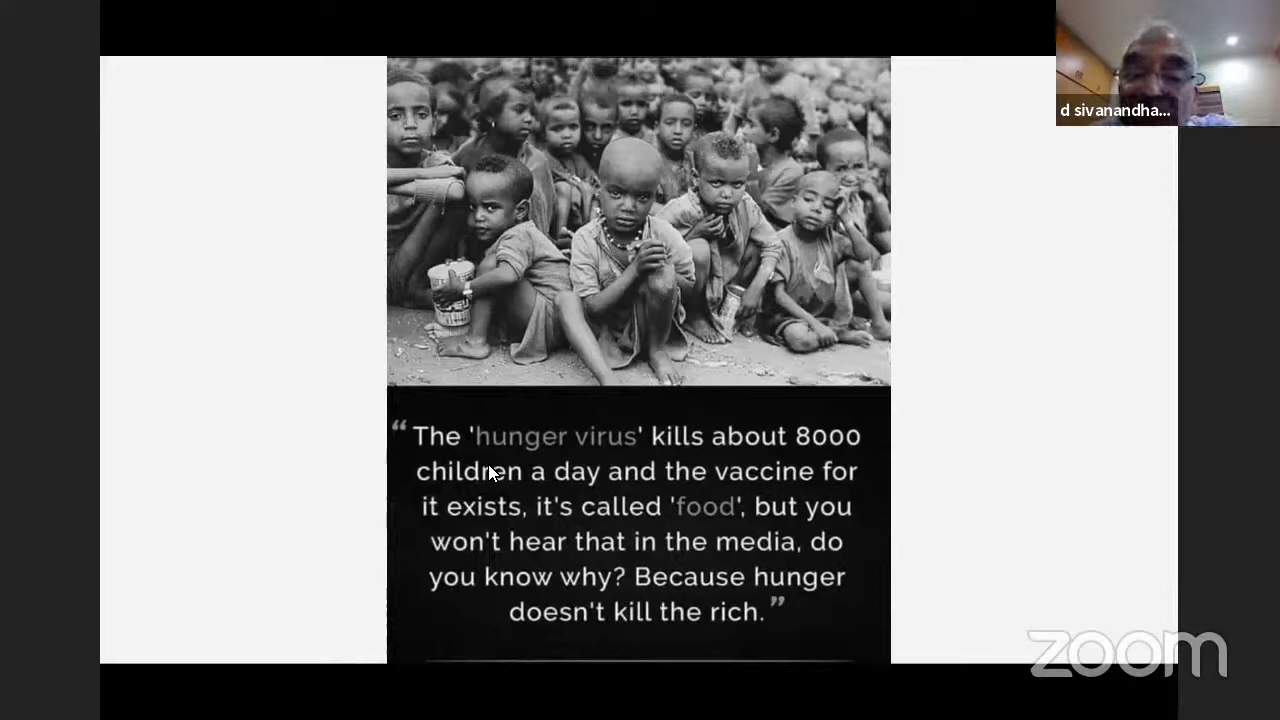 d sivanandha...
“ The 'hunger virus' kills about 8000
children a day and the vaccine for
it exists, it's called 'food', but you
won't hear that in the media, do
you know why? Because hunger
doesn't kill the rich. ”
zoom